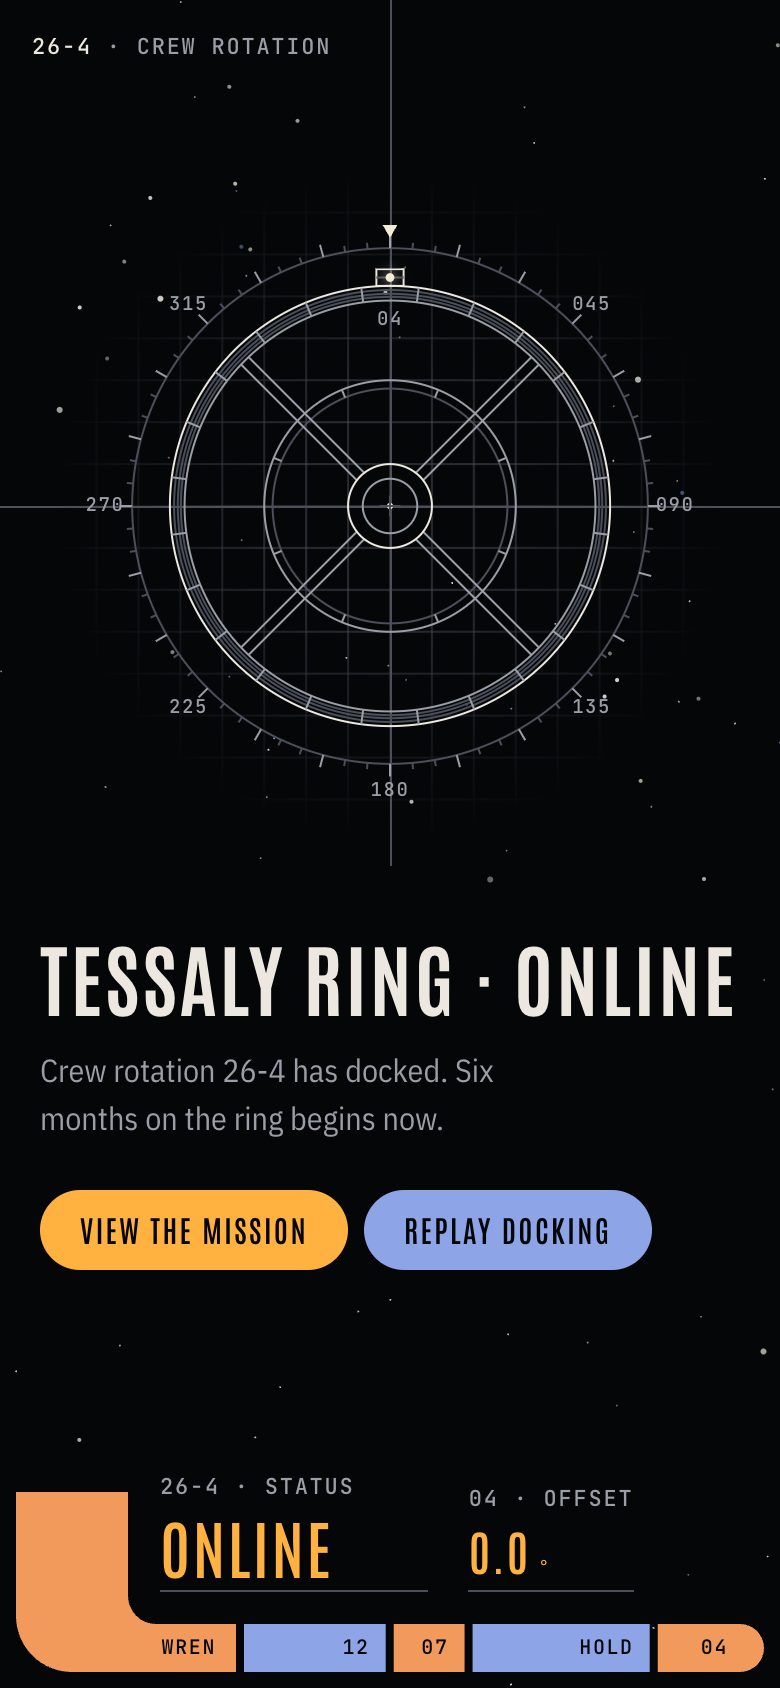 26-4 · CREW ROTATION
04
315
045
270
090
225
135
180
TESSALY RING · ONLINE
Crew rotation 26-4 has docked. Six
months on the ring begins now.
VIEW THE MISSION
REPLAY DOCKING
26-4 · STATUS
ONLINE
04 · OFFSET
0.0 °
WREN
12
07
HOLD
04